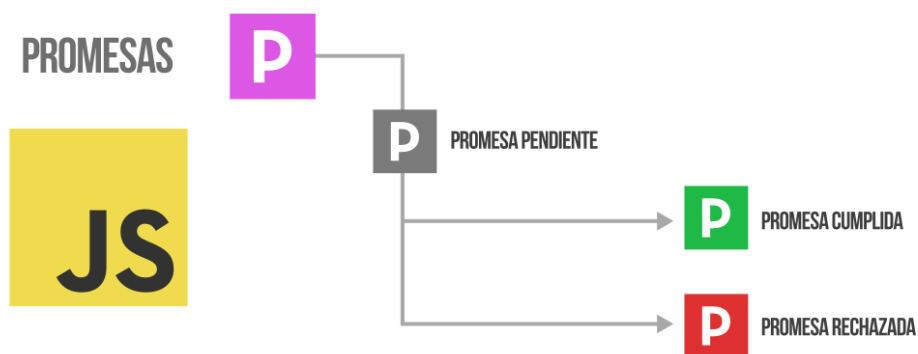 PROMESAS
P
P
PROMESA PENDIENTE
JS
P
PROMESA CUMPLIDA
P
PROMESA RECHAZADA